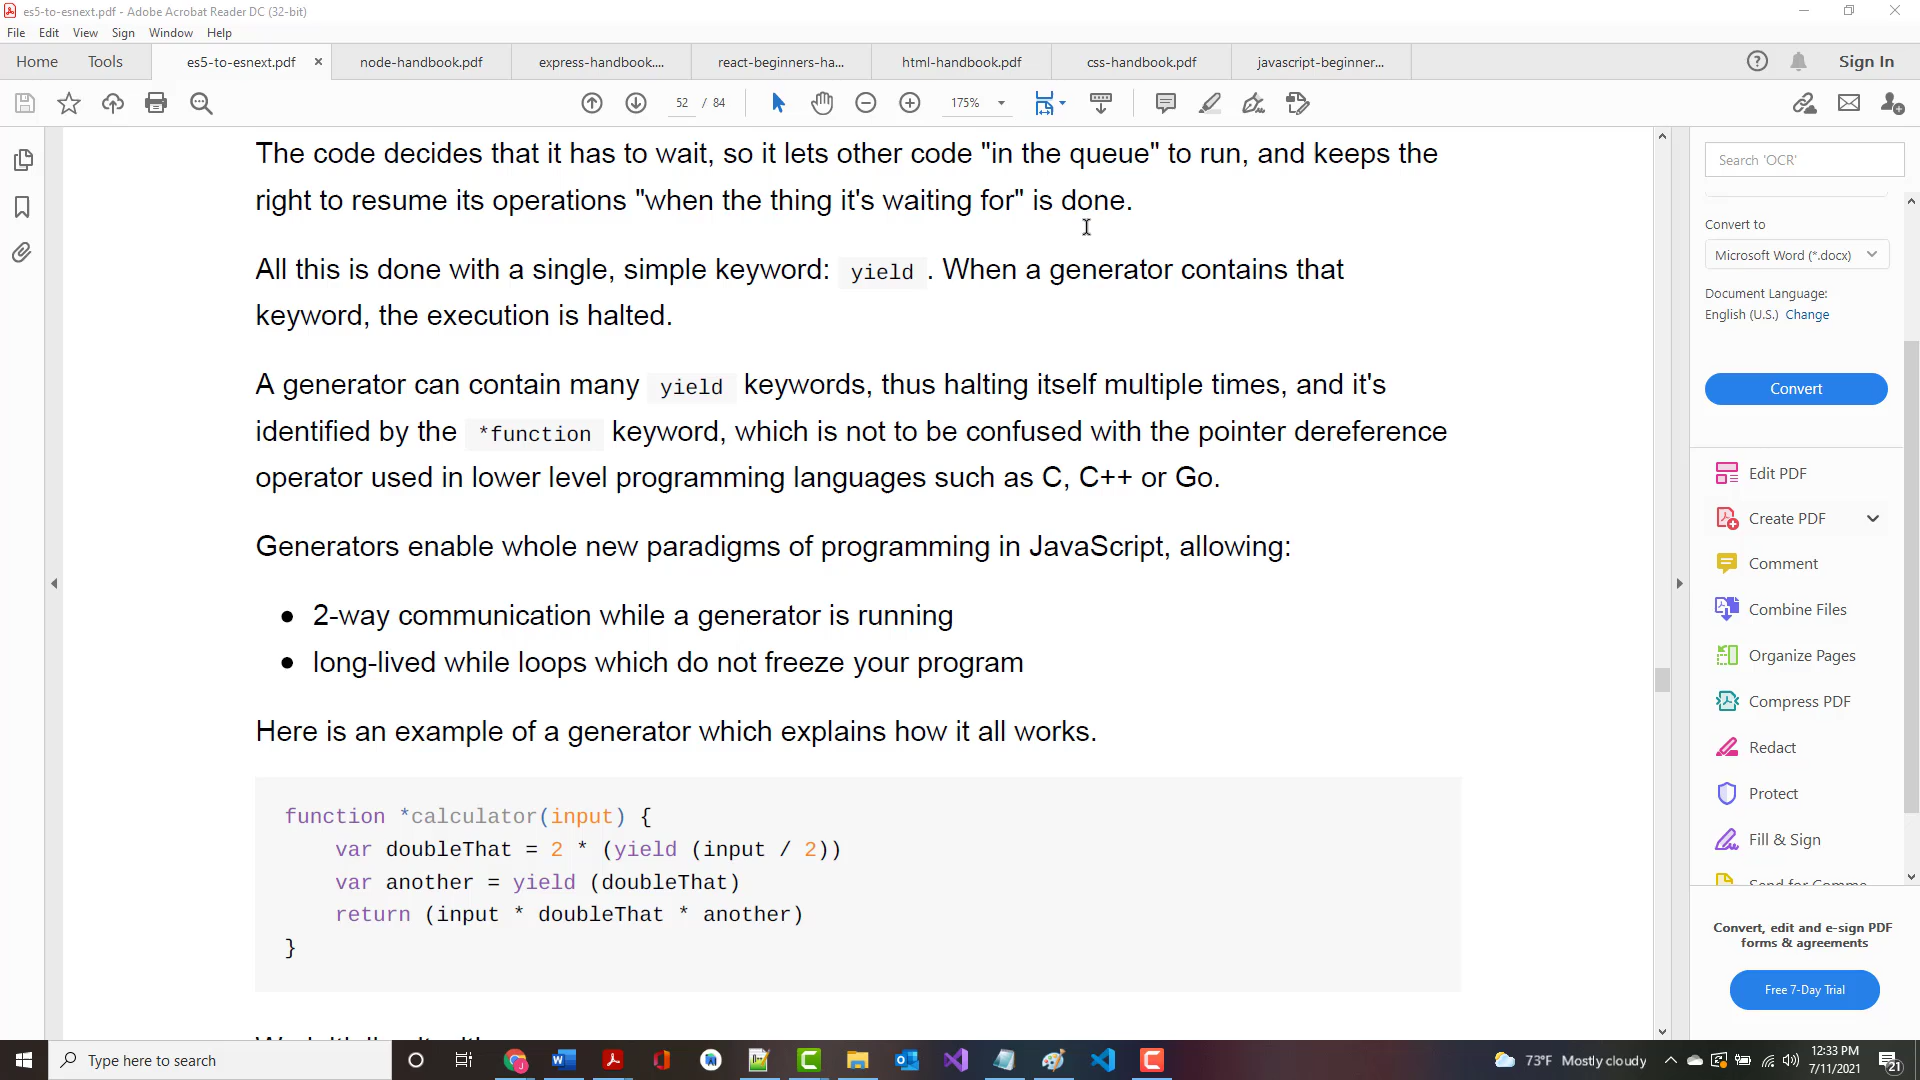 es5-to-esnext.pdf - Adobe Acrobat Reader DC (32-bit)
File Edit View Sign Window Help
Home Tools es5-to-esnext.pdf × node-handbook.pdf express-handbook.... react-beginners-ha... html-handbook.pdf css-handbook.pdf javascript-beginner... Sign In
52 / 84 175%
The code decides that it has to wait, so it lets other code "in the queue" to run, and keeps the
right to resume its operations "when the thing it's waiting for" is done.
All this is done with a single, simple keyword: yield . When a generator contains that
keyword, the execution is halted.
A generator can contain many yield keywords, thus halting itself multiple times, and it's
identified by the *function keyword, which is not to be confused with the pointer dereference
operator used in lower level programming languages such as C, C++ or Go.
Generators enable whole new paradigms of programming in JavaScript, allowing:
● 2-way communication while a generator is running
● long-lived while loops which do not freeze your program
Here is an example of a generator which explains how it all works.
function *calculator(input) {
    var doubleThat = 2 * (yield (input / 2))
    var another = yield (doubleThat)
    return (input * doubleThat * another)
}
Search 'OCR'
Convert to
Microsoft Word (*.docx)
Document Language:
English (U.S.) Change
Convert
Edit PDF
Create PDF
Comment
Combine Files
Organize Pages
Compress PDF
Redact
Protect
Fill & Sign
Convert, edit and e-sign PDF
forms & agreements
Free 7-Day Trial
Type here to search
73°F Mostly cloudy
12:33 PM
7/11/2021
21